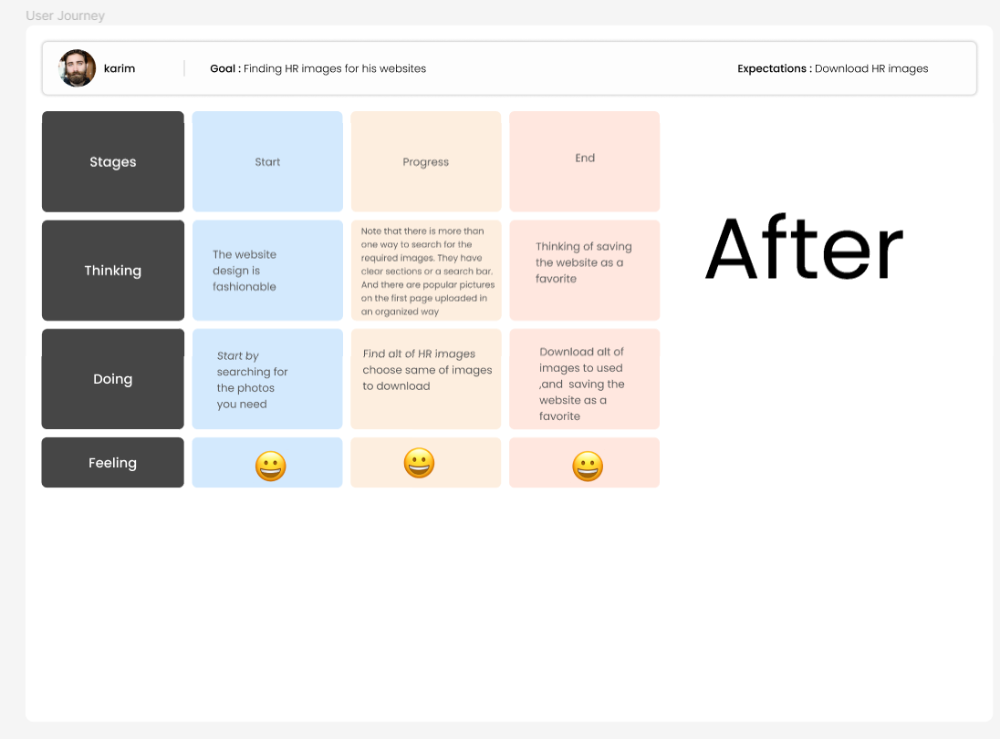 User Journey
karim
Goal : Finding HR images for his websites
Expectations : Download HR images
Stages
Start
Progress
End
After
Thinking
The website
design is
fashionable
Note that there is more than
one way to search for the
required images. They have
clear sections or a search bar.
And there are popular pictures
on the first page uploaded in
an organized way
Thinking of saving
the website as a
favorite
Doing
Start by
searching for
the photos
you need
Find alt of HR images
choose same of images
to download
Download alt of
images to used
,and saving the
website as a
favorite
Feeling